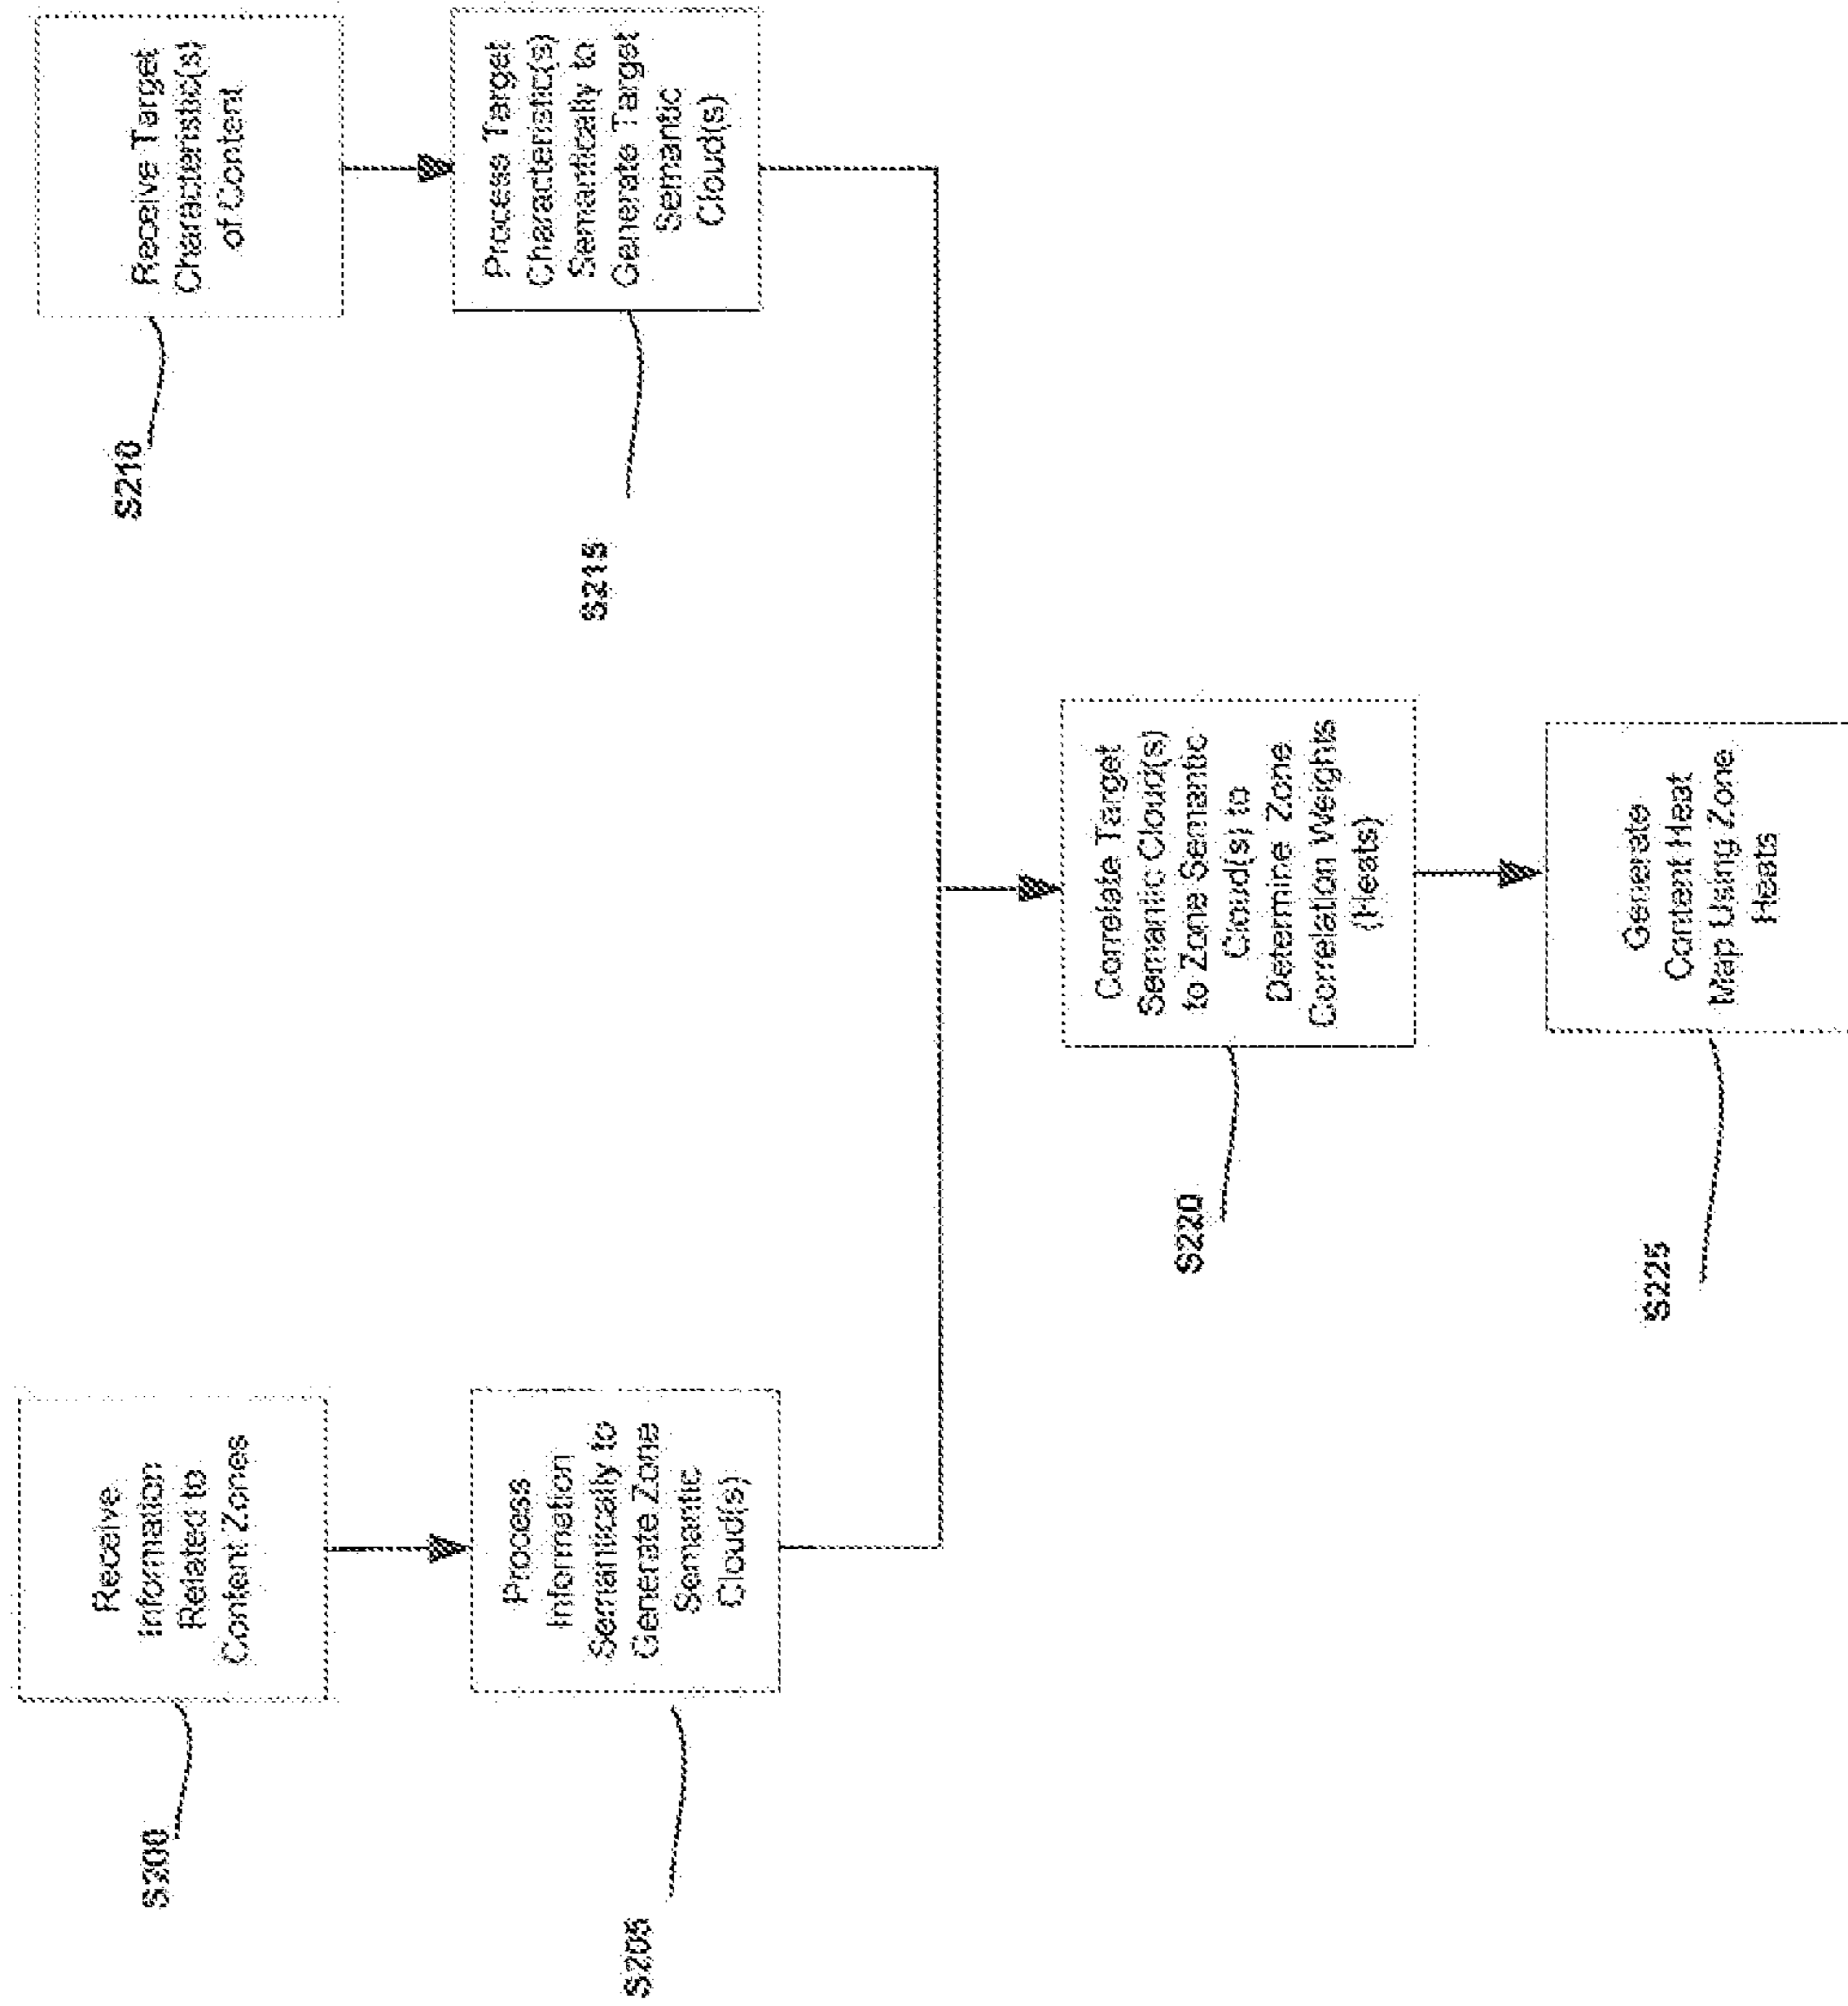 S200
Receive
Information
Related to
Content Zones
S205
Process
Information
Semantically to
Generate Zone
Semantic
Cloud(s)
S210
Receive Target
Characteristic(s)
of Content
S215
Process Target
Characteristic(s)
Semantically to
Generate Target
Semantic
Cloud(s)
S220
Correlate Target
Semantic Cloud(s)
to Zone Semantic
Cloud(s) to
Determine Zone
Correlation Weights
(Heats)
S225
Generate
Content Heat
Map Using Zone
Heats